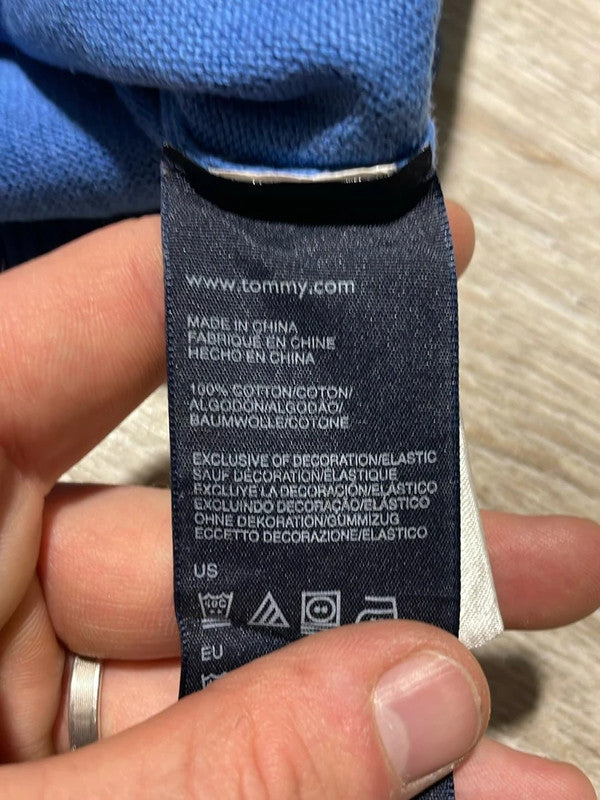 www.tommy.com
MADE IN CHINA
FABRIQUÉ EN CHINE
HECHO EN CHINA
100% COTTON/COTON/
ALGODÓN/ALGODÃO/
BAUMWOLLE/COTONE
EXCLUSIVE OF DECORATION/ELASTIC
SAUF DÉCORATION/ÉLASTIQUE
EXCLUYE LA DECORACIÓN/ELÁSTICO
EXCLUINDO DECORAÇÃO/ELÁSTICO
OHNE DEKORATION/GUMMIZUG
ECCETTO DECORAZIONE/ELASTICO
US
40C
EU